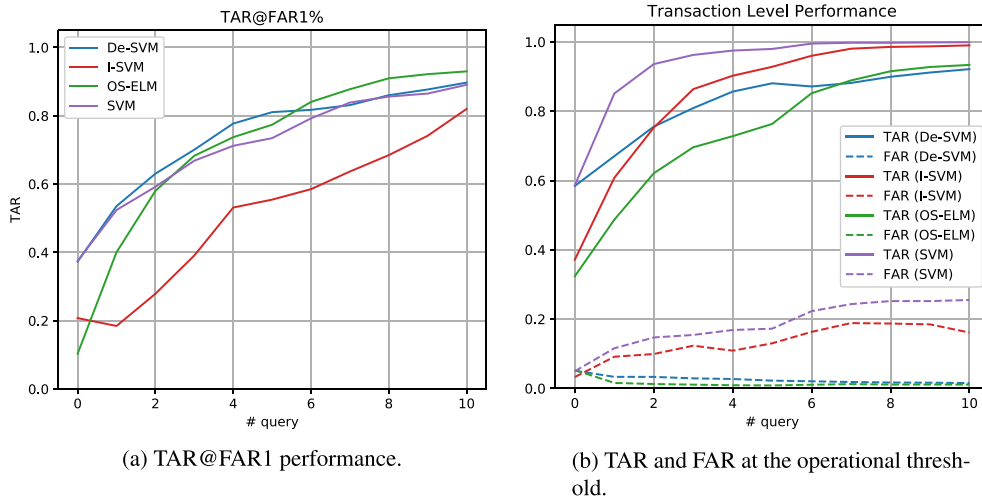 TAR@FAR1%
De-SVM
I-SVM
OS-ELM
SVM
TAR
1.0
0.8
0.6
0.4
0.2
0.0
0 2 4 6 8 10
# query
(a) TAR@FAR1 performance.
Transaction Level Performance
1.0
0.8
0.6
0.4
0.2
0.0
TAR (De-SVM)
FAR (De-SVM)
TAR (I-SVM)
FAR (I-SVM)
TAR (OS-ELM)
FAR (OS-ELM)
TAR (SVM)
FAR (SVM)
0 2 4 6 8 10
# query
(b) TAR and FAR at the operational thresh-
old.